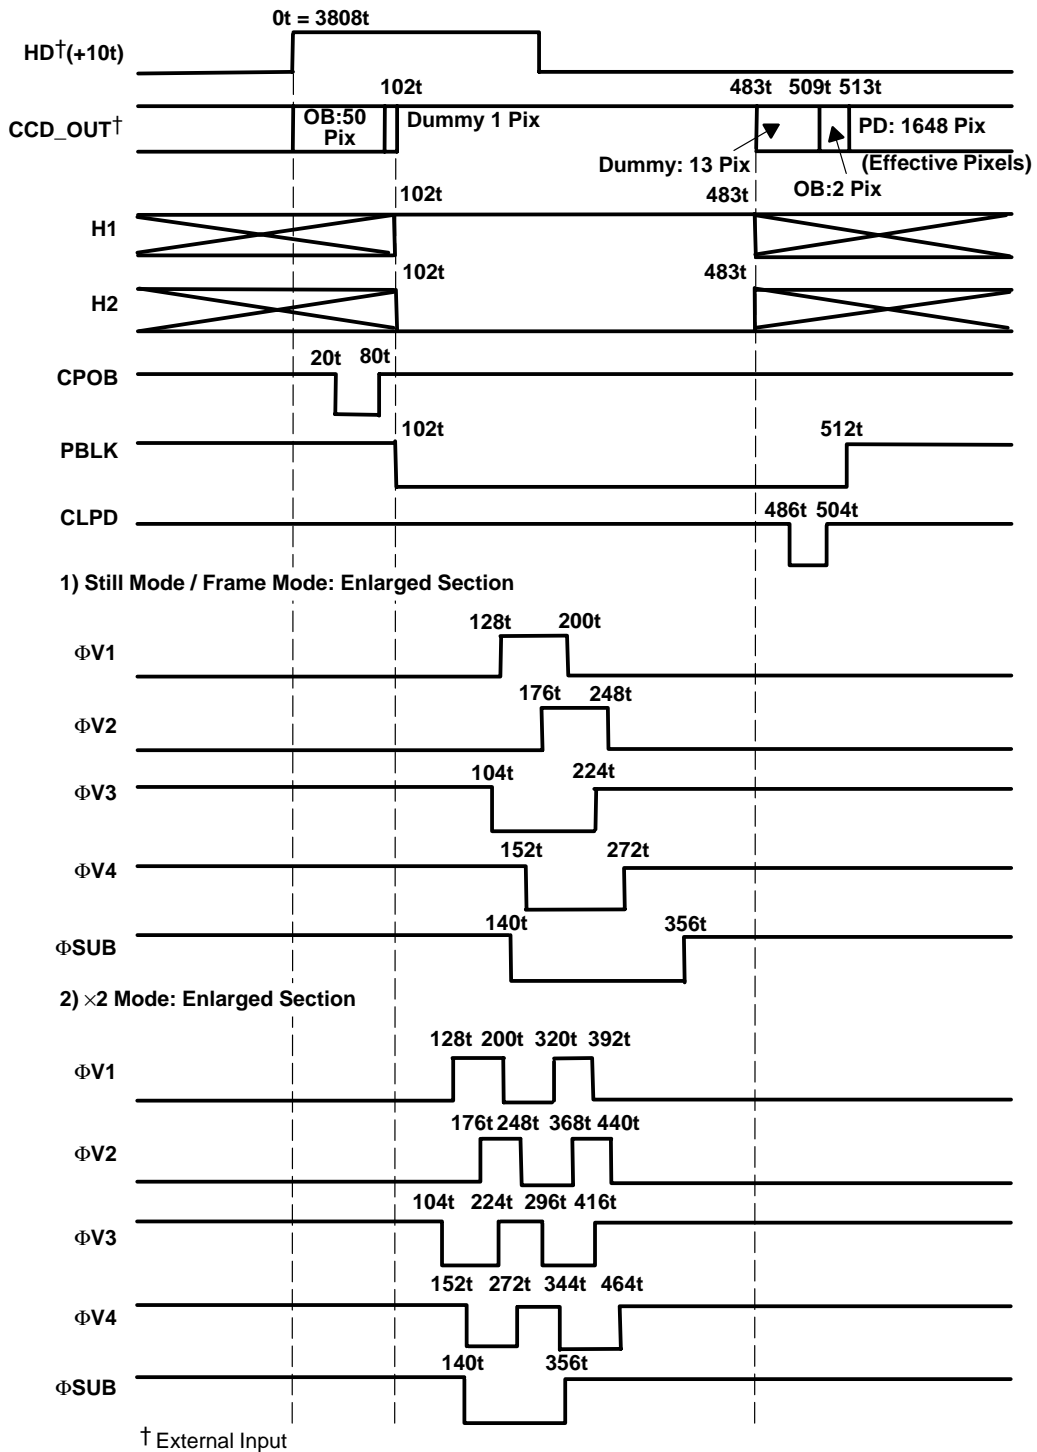 0t = 3808t
HD†(+10t)
102t 483t 509t 513t
CCD_OUT†
OB:50
Pix
Dummy 1 Pix
PD: 1648 Pix
Dummy: 13 Pix
(Effective Pixels)
OB:2 Pix
102t 483t
H1
102t 483t
H2
20t 80t
CPOB
102t 512t
PBLK
486t 504t
CLPD
1) Still Mode / Frame Mode: Enlarged Section
128t 200t
ΦV1
176t 248t
ΦV2
104t 224t
ΦV3
152t 272t
ΦV4
140t 356t
ΦSUB
2) ×2 Mode: Enlarged Section
128t 200t 320t 392t
ΦV1
176t 248t 368t 440t
ΦV2
104t 224t 296t 416t
ΦV3
152t 272t 344t 464t
ΦV4
140t 356t
ΦSUB
† External Input